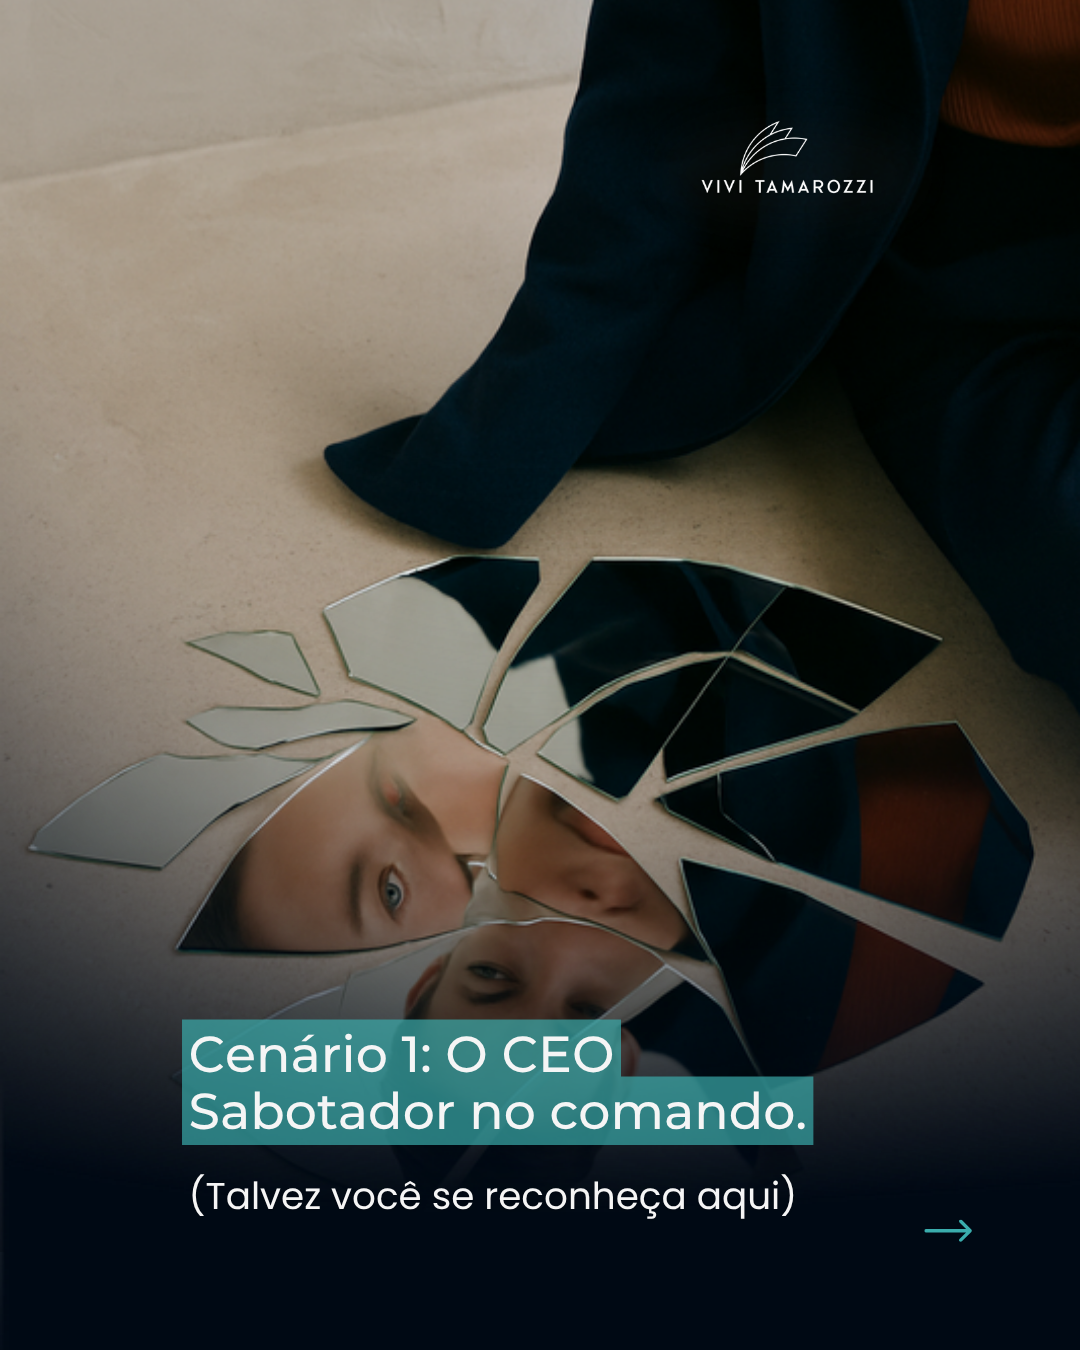 VIVI TAMAROZZI
Cenário 1: O CEO
Sabotador no comando.
(Talvez você se reconheça aqui)